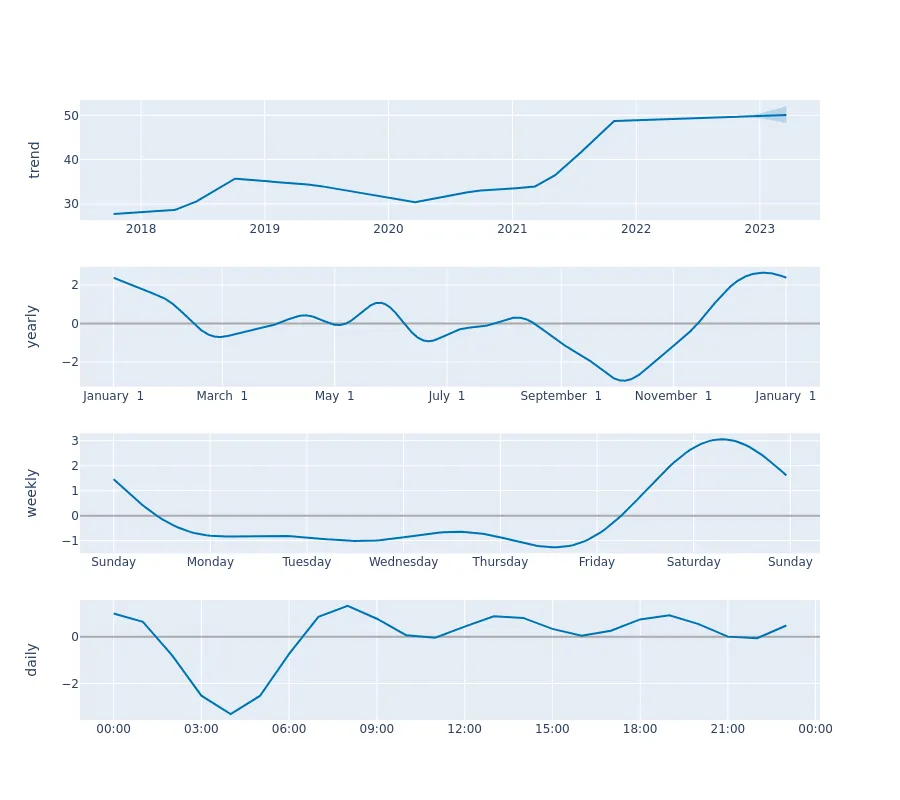 trend
50
40
30
2018 2019 2020 2021 2022 2023
yearly
2
0
−2
January 1 March 1 May 1 July 1 September 1 November 1 January 1
weekly
3
2
1
0
−1
Sunday Monday Tuesday Wednesday Thursday Friday Saturday Sunday
daily
0
−2
00:00 03:00 06:00 09:00 12:00 15:00 18:00 21:00 00:00